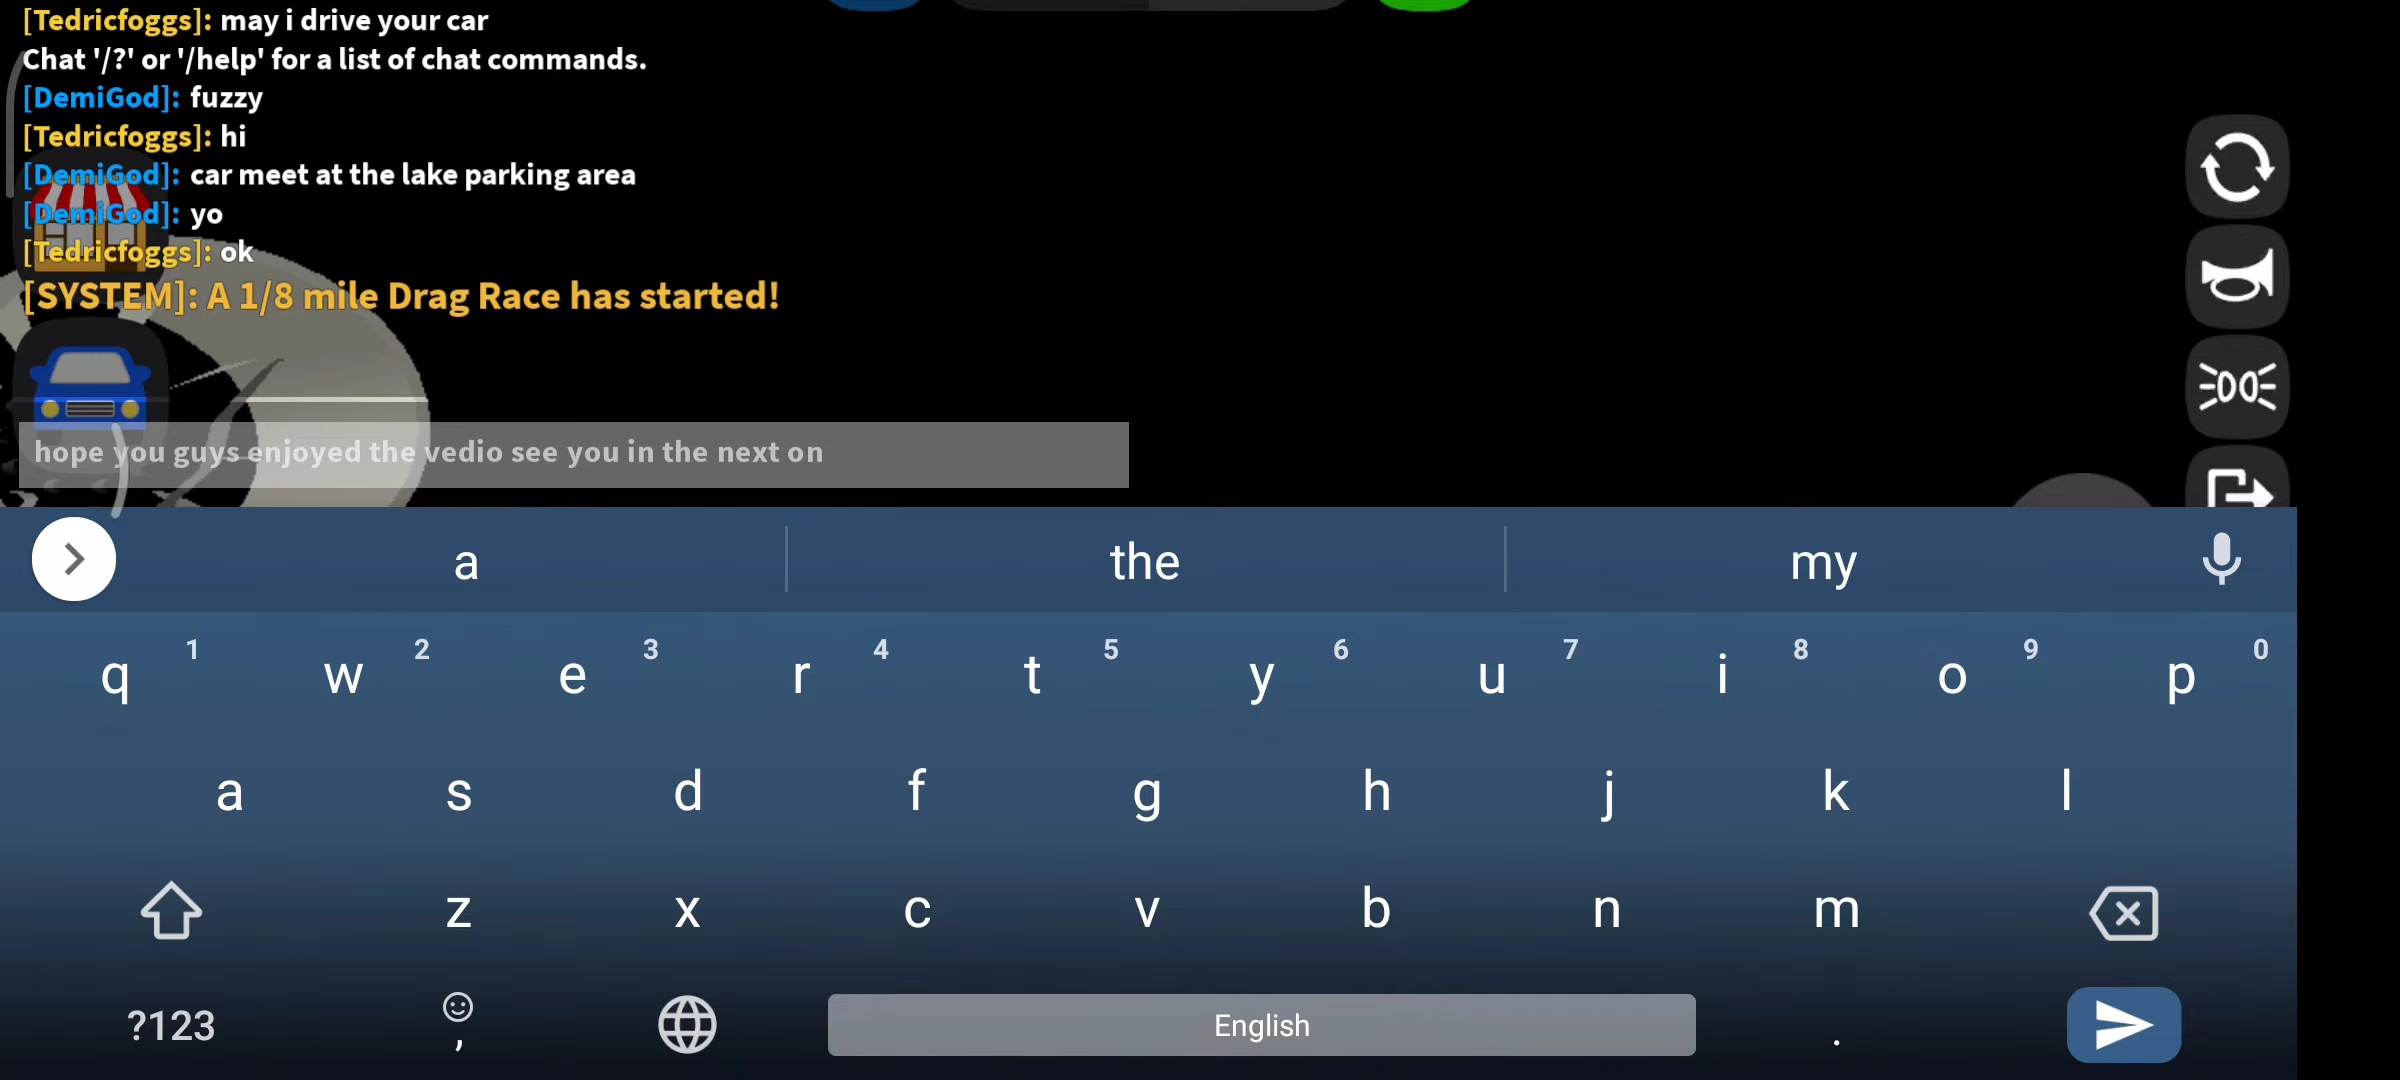 [Tedricfoggs]: may i drive your car
Chat '/?' or '/help' for a list of chat commands.
[DemiGod]: fuzzy
[Tedricfoggs]: hi
[DemiGod]: car meet at the lake parking area
[DemiGod]: yo
[Tedricfoggs]: ok
[SYSTEM]: A 1/8 mile Drag Race has started!
hope you guys enjoyed the vedio see you in the next on
a the my
q 1 w 2 e 3 r 4 t 5 y 6 u 7 i 8 o 9 p 0
a s d f g h j k l
z x c v b n m
?123 , English .